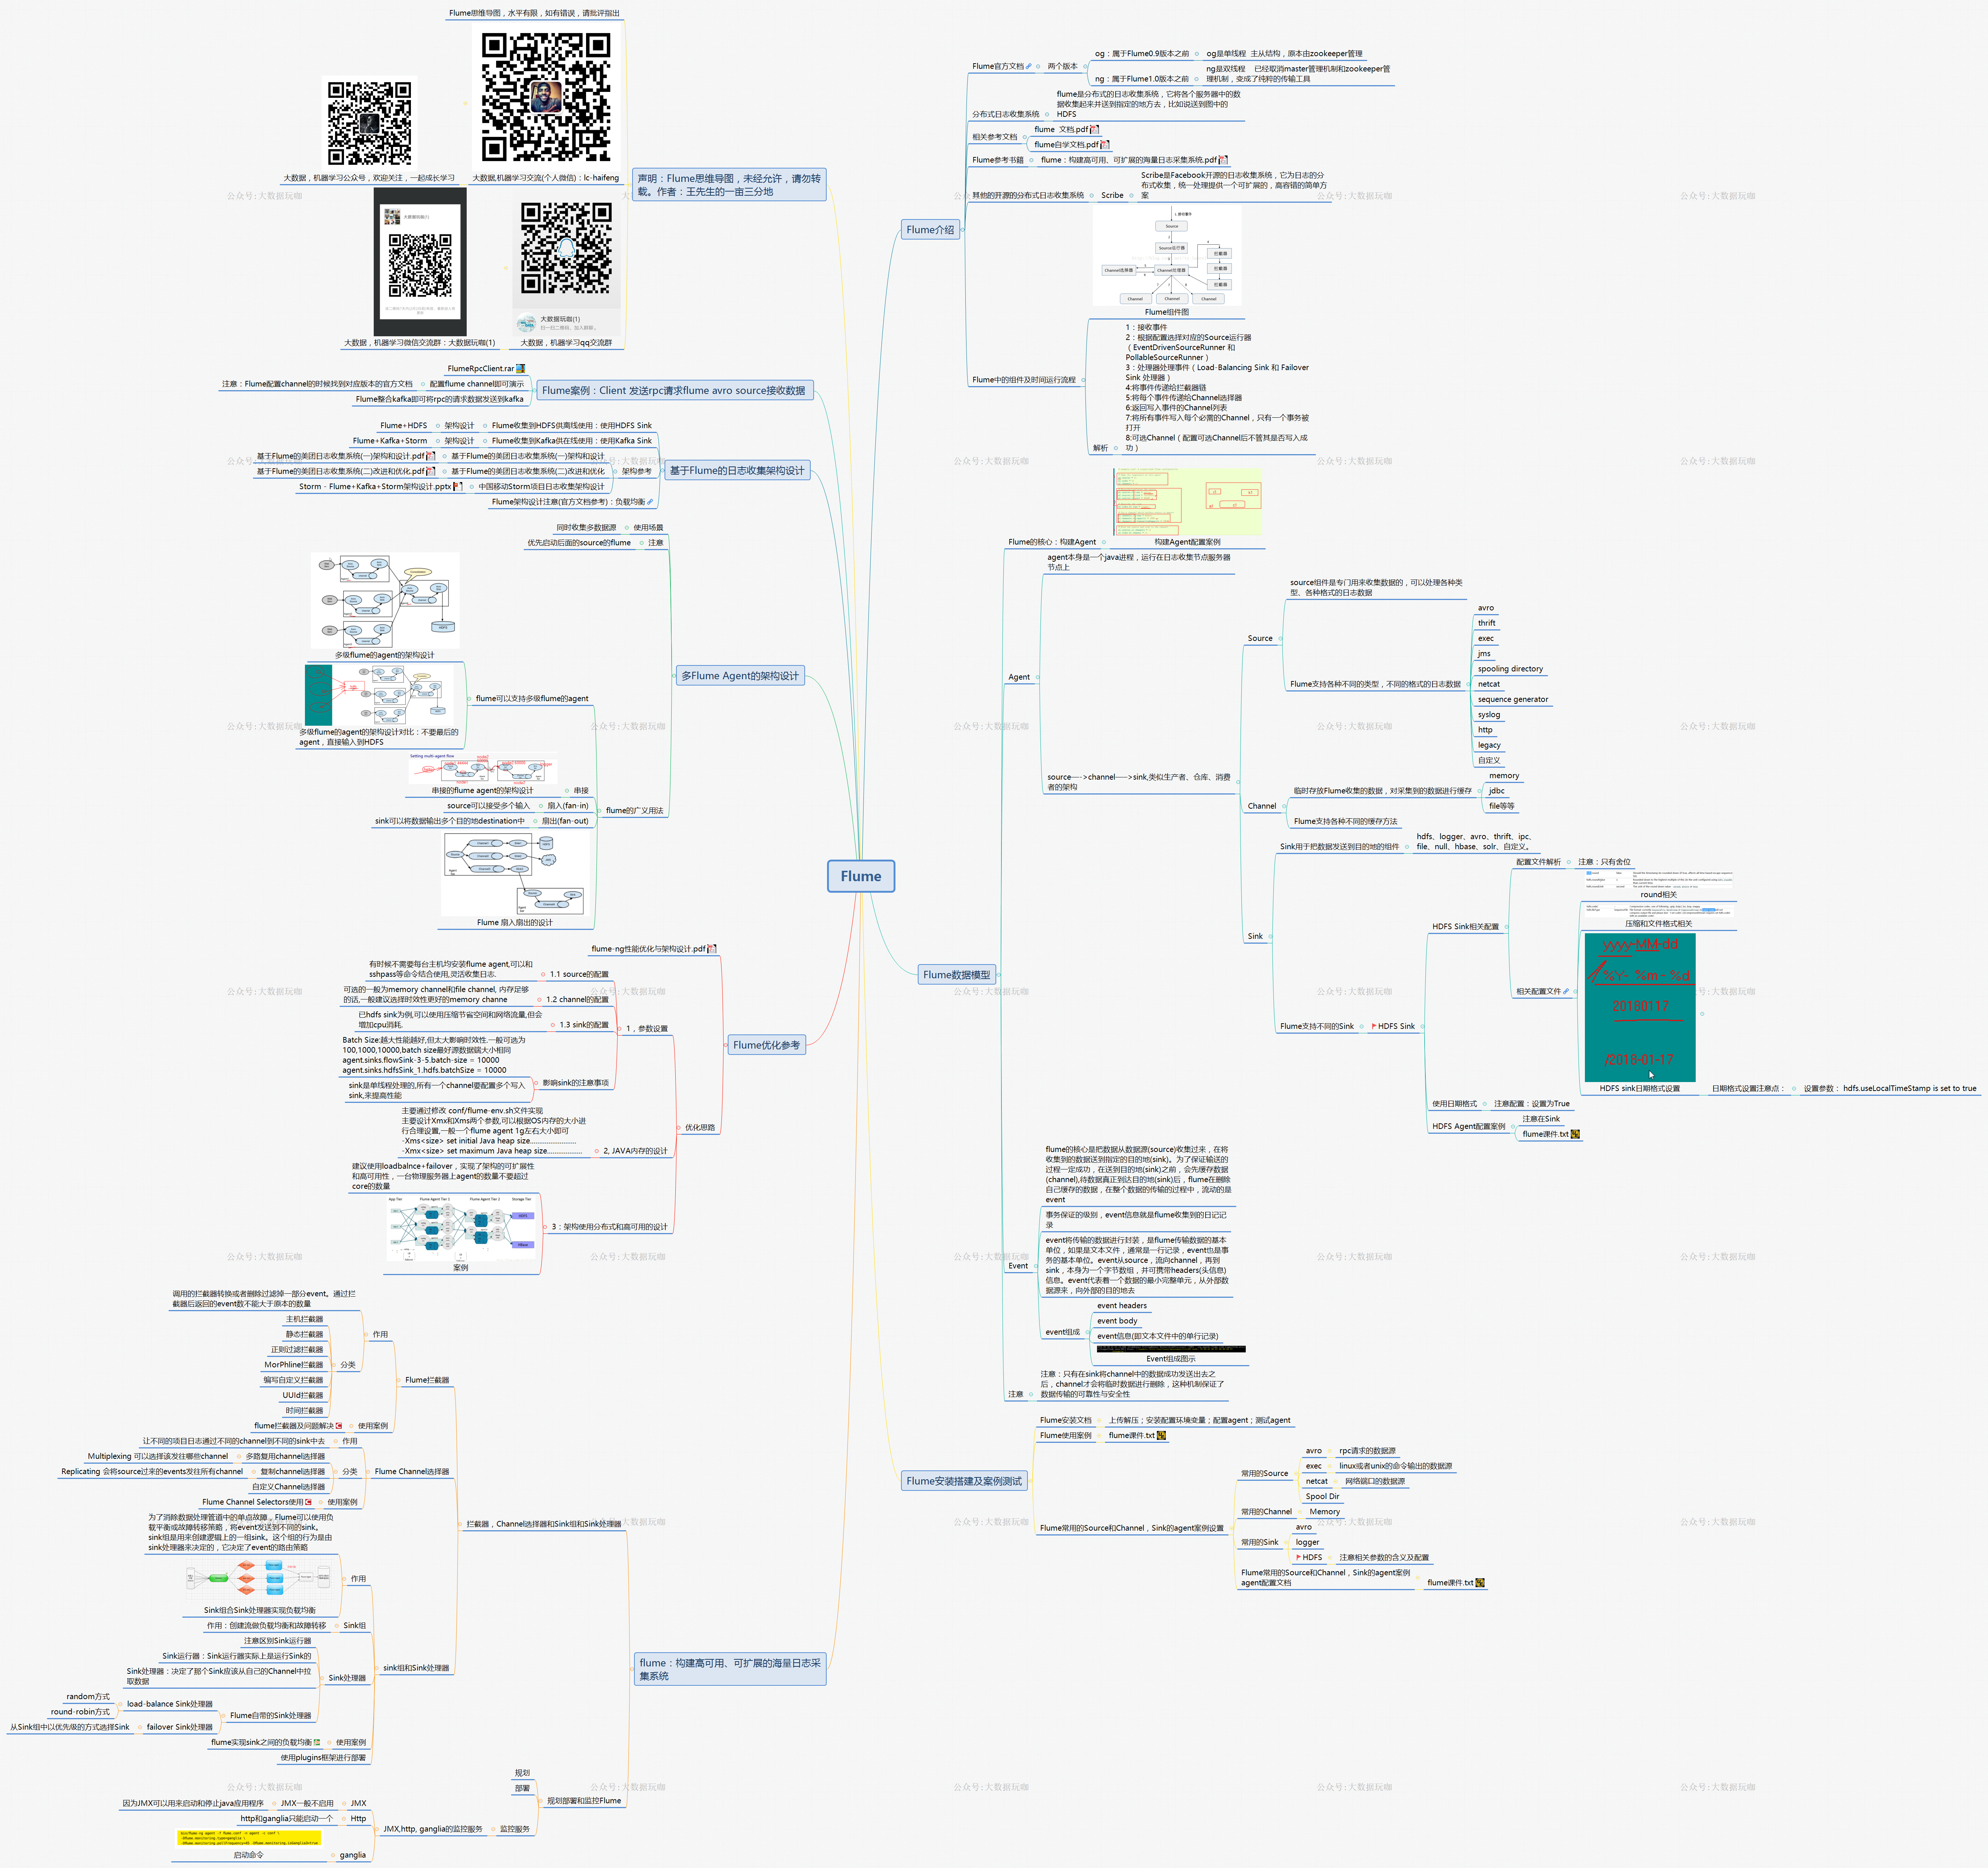 Flume思维导图，水平有限，如有错误，请批评指出
大数据，机器学习公众号，欢迎关注，一起成长学习
大数据,机器学习交流(个人微信)：lc-haifeng
声明：Flume思维导图，未经允许，请勿转
载。作者：王先生的一亩三分地
大数据玩咖(1)
大数据，机器学习微信交流群：大数据玩咖(1)
大数据玩咖(1)
扫一扫二维码，加入群聊。
大数据，机器学习qq交流群
FlumeRpcClient.rar
注意：Flume配置channel的时候找到对应版本的官方文档
配置flume channel即可演示
Flume整合kafka即可将rpc的请求数据发送到kafka
Flume案例：Client 发送rpc请求flume avro source接收数据
Flume+HDFS
架构设计
Flume收集到HDFS供离线使用：使用HDFS Sink
Flume+Kafka+Storm
架构设计
Flume收集到Kafka供在线使用：使用Kafka Sink
基于Flume的美团日志收集系统(一)架构和设计.pdf
基于Flume的美团日志收集系统(一)架构和设计
基于Flume的美团日志收集系统(二)改进和优化.pdf
基于Flume的美团日志收集系统(二)改进和优化
架构参考
Storm - Flume+Kafka+Storm架构设计.pptx
中国移动Storm项目日志收集架构设计
Flume架构设计注意(官方文档参考)：负载均衡
基于Flume的日志收集架构设计
同时收集多数据源
使用场景
优先启动后面的source的flume
注意
多级flume的agent的架构设计
多级flume的agent的架构设计对比：不要最后的
agent，直接输入到HDFS
flume可以支持多级flume的agent
多Flume Agent的架构设计
Setting multi-agent flow
串接的flume agent的架构设计
串接
source可以接受多个输入
扇入(fan-in)
sink可以将数据输出多个目的地destination中
扇出(fan-out)
Flume 扇入扇出的设计
flume的广义用法
flume-ng性能优化与架构设计.pdf
有时候不需要每台主机均安装flume agent,可以和
sshpass等命令结合使用,灵活收集日志.
1.1 source的配置
可选的一般为memory channel和file channel, 内存足够
的话,一般建议选择时效性更好的memory channe
1.2 channel的配置
已hdfs sink为例,可以使用压缩节省空间和网络流量,但会
增加cpu消耗.
1.3 sink的配置
Batch Size:越大性能越好,但太大影响时效性.一般可选为
100,1000,10000,batch size最好源数据端大小相同
agent.sinks.flowSink-3-5.batch-size = 10000
agent.sinks.hdfsSink_1.hdfs.batchSize = 10000
sink是单线程处理的,所有一个channel要配置多个写入
sink,来提高性能
影响sink的注意事项
1，参数设置
主要通过修改 conf/flume-env.sh文件实现
主要设计Xmx和Xms两个参数,可以根据OS内存的大小进
行合理设置,一般一个flume agent 1g左右大小即可
-Xms<size> set initial Java heap size.........................
-Xmx<size> set maximum Java heap size...................
2, JAVA内存的设计
建议使用loadbalnce+failover，实现了架构的可扩展性
和高可用性，一台物理服务器上agent的数量不要超过
core的数量
App Tier
Flume Agent Tier 1
Flume Agent Tier 2
Storage Tier
案例
3：架构使用分布式和高可用的设计
优化思路
Flume优化参考
调用的拦截器转换或者删除过滤掉一部分event。通过拦
截器后返回的event数不能大于原本的数量
作用
主机拦截器
静态拦截器
正则过滤拦截器
MorPhline拦截器
编写自定义拦截器
UUId拦截器
时间拦截器
分类
flume拦截器及问题解决
使用案例
Flume拦截器
让不同的项目日志通过不同的channel到不同的sink中去
作用
Multiplexing 可以选择该发往哪些channel
多路复用channel选择器
Replicating 会将source过来的events发往所有channel
复制channel选择器
自定义Channel选择器
分类
Flume Channel Selectors使用
使用案例
Flume Channel选择器
为了消除数据处理管道中的单点故障，Flume可以使用负
载平衡或故障转移策略，将event发送到不同的sink。
sink组是用来创建逻辑上的一组sink。这个组的行为是由
sink处理器来决定的，它决定了event的路由策略
Sink组合Sink处理器实现负载均衡
作用
作用：创建流做负载均衡和故障转移
Sink组
注意区别Sink运行器
Sink运行器：Sink运行器实际上是运行Sink的
Sink处理器：决定了那个Sink应该从自己的Channel中拉
取数据
random方式
round-robin方式
load-balance Sink处理器
从Sink组中以优先级的方式选择Sink
failover Sink处理器
Flume自带的Sink处理器
Sink处理器
flume实现sink之间的负载均衡
使用案例
使用plugins框架进行部署
sink组和Sink处理器
拦截器，Channel选择器和Sink组和Sink处理器
规划
部署
因为JMX可以用来启动和停止java应用程序
JMX一般不启用
JMX
http和ganglia只能启动一个
Http
启动命令
ganglia
JMX,http, ganglia的监控服务
监控服务
规划部署和监控Flume
flume：构建高可用、可扩展的海量日志采
集系统
Flume
Flume介绍
Flume官方文档
两个版本
og：属于Flume0.9版本之前
og是单线程 主从结构，原本由zookeeper管理
ng：属于Flume1.0版本之前
ng是双线程 已经取消master管理机制和zookeeper管
理机制，变成了纯粹的传输工具
分布式日志收集系统
flume是分布式的日志收集系统，它将各个服务器中的数
据收集起来并送到指定的地方去，比如说送到图中的
HDFS
相关参考文档
flume 文档.pdf
flume自学文档.pdf
Flume参考书籍
flume：构建高可用、可扩展的海量日志采集系统.pdf
其他的开源的分布式日志收集系统
Scribe
Scribe是Facebook开源的日志收集系统，它为日志的分
布式收集，统一处理提供一个可扩展的，高容错的简单方
案
1. 接收事件
Source
Source运行器
Channel选择器
Channel处理器
拦截器
拦截器
拦截器
Channel
Channel
Channel
Flume组件图
Flume中的组件及时间运行流程
解析
1：接收事件
2：根据配置选择对应的Source运行器
（EventDrivenSourceRunner 和
PollableSourceRunner）
3：处理器处理事件（Load-Balancing Sink 和 Failover
Sink 处理器）
4:将事件传递给拦截器链
5:将每个事件传递给Channel选择器
6:返回写入事件的Channel列表
7:将所有事件写入每个必需的Channel，只有一个事务被
打开
8:可选Channel（配置可选Channel后不管其是否写入成
功）
Flume数据模型
Flume的核心：构建Agent
构建Agent配置案例
Agent
agent本身是一个java进程，运行在日志收集节点服务器
节点上
source—->channel—->sink,类似生产者、仓库、消费
者的架构
Source
source组件是专门用来收集数据的，可以处理各种类
型、各种格式的日志数据
Flume支持各种不同的类型，不同的格式的日志数据
avro
thrift
exec
jms
spooling directory
netcat
sequence generator
syslog
http
legacy
自定义
Channel
临时存放Flume收集的数据，对采集到的数据进行缓存
memory
jdbc
file等等
Flume支持各种不同的缓存方法
Sink
Sink用于把数据发送到目的地的组件
hdfs、logger、avro、thrift、ipc、
file、null、hbase、solr、自定义。
Flume支持不同的Sink
HDFS Sink
HDFS Sink相关配置
配置文件解析
注意：只有舍位
相关配置文件
round相关
压缩和文件格式相关
yyyy-MM-dd
%Y- %m - %d
20180117
/2018-01-17
HDFS sink日期格式设置
日期格式设置注意点：
设置参数： hdfs.useLocalTimeStamp is set to true
使用日期格式
注意配置：设置为True
HDFS Agent配置案例
注意在Sink
flume课件.txt
Event
flume的核心是把数据从数据源(source)收集过来，在将
收集到的数据送到指定的目的地(sink)。为了保证输送的
过程一定成功，在送到目的地(sink)之前，会先缓存数据
(channel),待数据真正到达目的地(sink)后，flume在删除
自己缓存的数据，在整个数据的传输的过程中，流动的是
event
事务保证的级别，event信息就是flume收集到的日记记
录
event将传输的数据进行封装，是flume传输数据的基本
单位，如果是文本文件，通常是一行记录，event也是事
务的基本单位。event从source，流向channel，再到
sink，本身为一个字节数组，并可携带headers(头信息)
信息。event代表着一个数据的最小完整单元，从外部数
据源来，向外部的目的地去
event组成
event headers
event body
event信息(即文本文件中的单行记录)
Event组成图示
注意
注意：只有在sink将channel中的数据成功发送出去之
后，channel才会将临时数据进行删除，这种机制保证了
数据传输的可靠性与安全性
Flume安装搭建及案例测试
Flume安装文档
上传解压；安装配置环境变量；配置agent；测试agent
Flume使用案例
flume课件.txt
Flume常用的Source和Channel，Sink的agent案例设置
常用的Source
avro
rpc请求的数据源
exec
linux或者unix的命令输出的数据源
netcat
网络端口的数据源
Spool Dir
常用的Channel
Memory
常用的Sink
avro
logger
HDFS
注意相关参数的含义及配置
Flume常用的Source和Channel，Sink的agent案例
agent配置文档
flume课件.txt
公众号:大数据玩咖